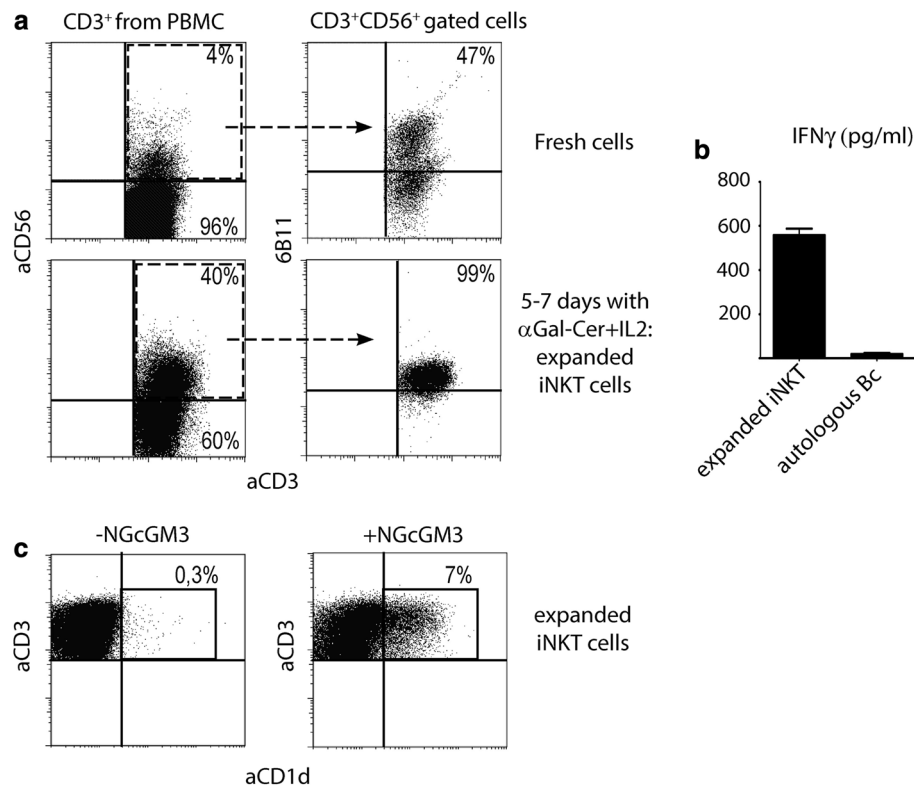 a
CD3+ from PBMC
CD3+CD56+ gated cells
4%
96%
aCD56
47%
6B11
Fresh cells
40%
60%
99%
5-7 days with
αGal-Cer+IL2:
expanded
iNKT cells
aCD3
b
IFNγ (pg/ml)
800
600
400
200
expanded iNKT
autologous Bc
c
-NGcGM3
+NGcGM3
0,3%
7%
aCD3
aCD3
expanded
iNKT cells
aCD1d